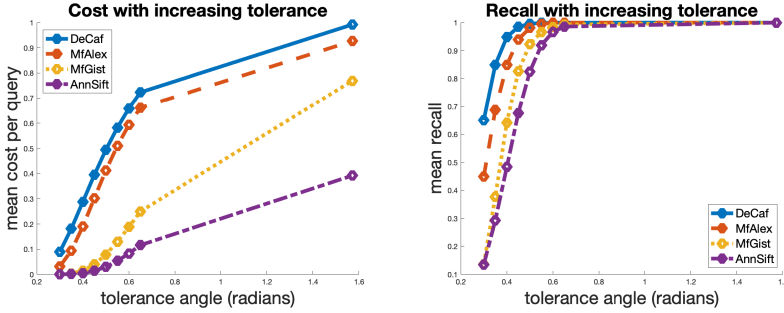 Cost with increasing tolerance
1
0.9
0.8
0.7
0.6
0.5
0.4
0.3
0.2
0.1
0
mean cost per query
DeCaf
MfAlex
MfGist
AnnSift
0.2
0.4
0.6
0.8
1
1.2
1.4
1.6
tolerance angle (radians)
Recall with increasing tolerance
1
0.9
0.8
0.7
0.6
0.5
0.4
0.3
0.2
0.1
mean recall
DeCaf
MfAlex
MfGist
AnnSift
0.2
0.4
0.6
0.8
1
1.2
1.4
tolerance angle (radians)